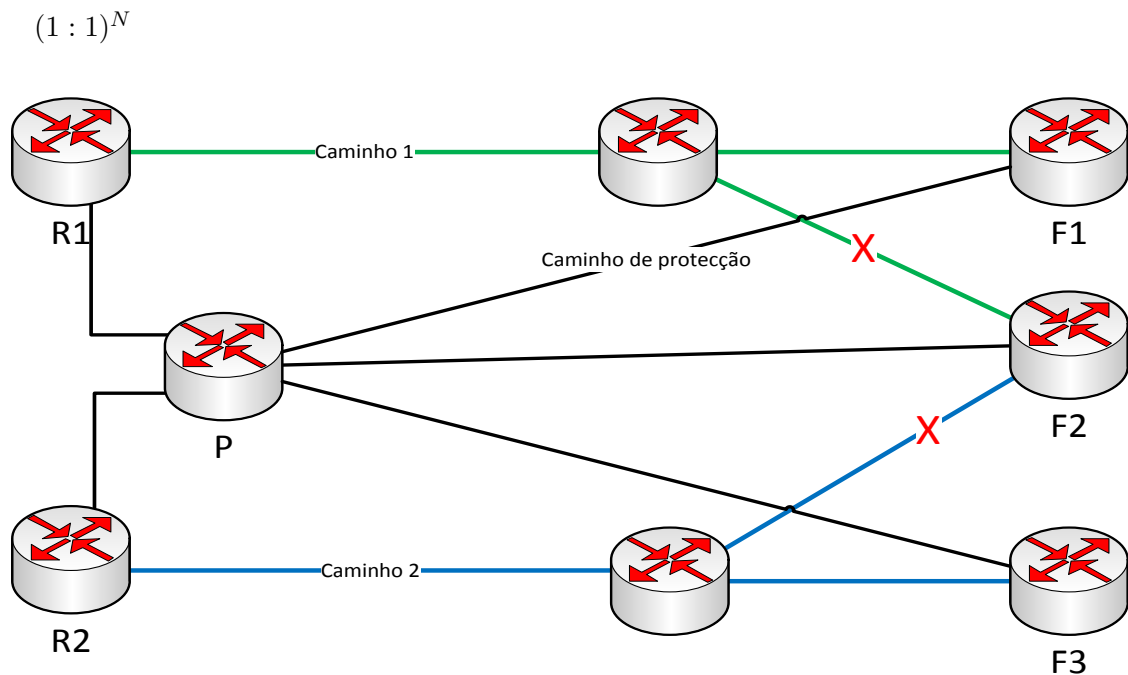 (1 : 1)^N
Caminho 1
R1
F1
Caminho de protecção
X
P
X
F2
Caminho 2
R2
F3